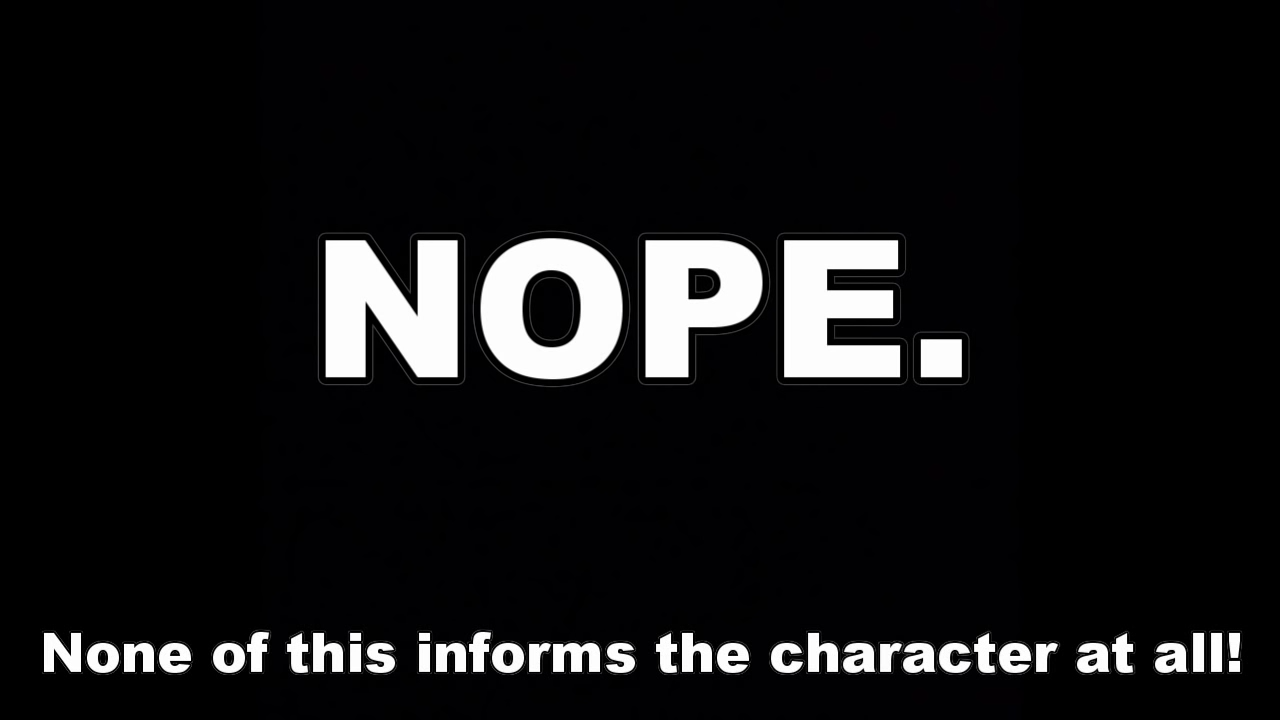 NOPE.
None of this informs the character at all!